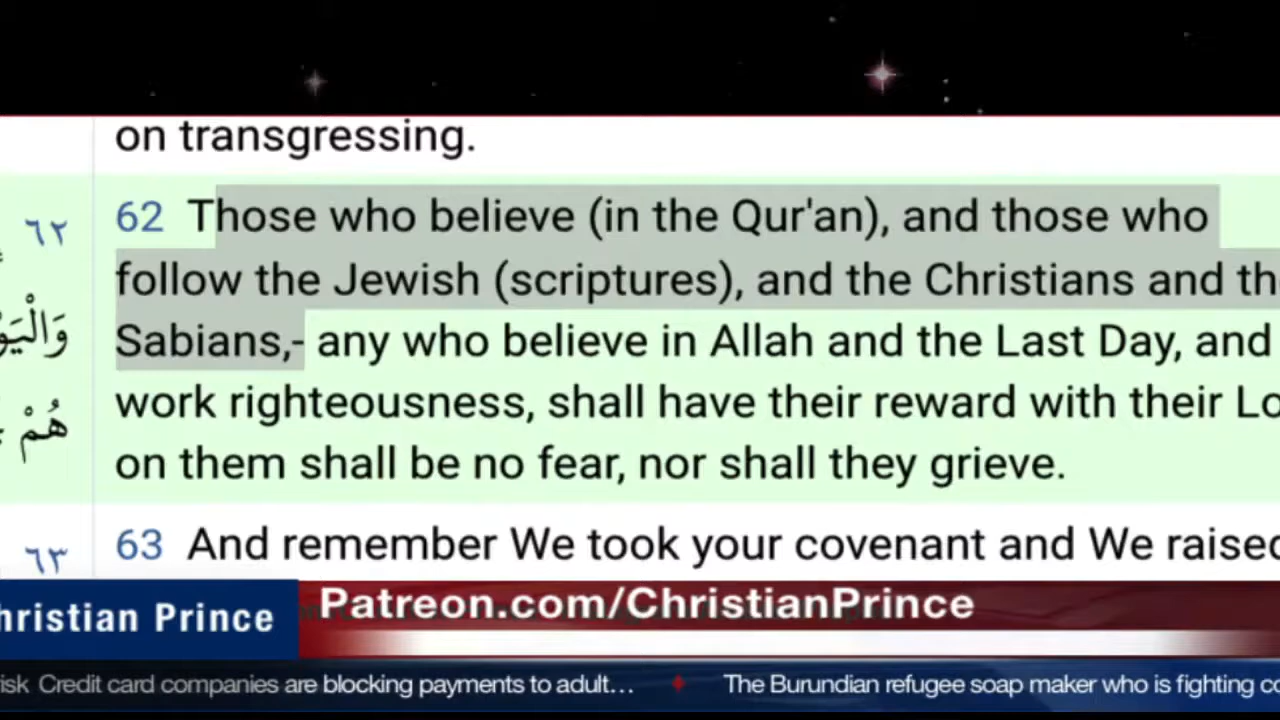 on transgressing.
٦٢
62 Those who believe (in the Qur'an), and those who
follow the Jewish (scriptures), and the Christians and th
Sabians,- any who believe in Allah and the Last Day, and
work righteousness, shall have their reward with their Lo
on them shall be no fear, nor shall they grieve.
هُمْ
٦٣
63 And remember We took your covenant and We raised
hristian Prince
Patreon.com/ChristianPrince
isk Credit card companies are blocking payments to adult… The Burundian refugee soap maker who is fighting co